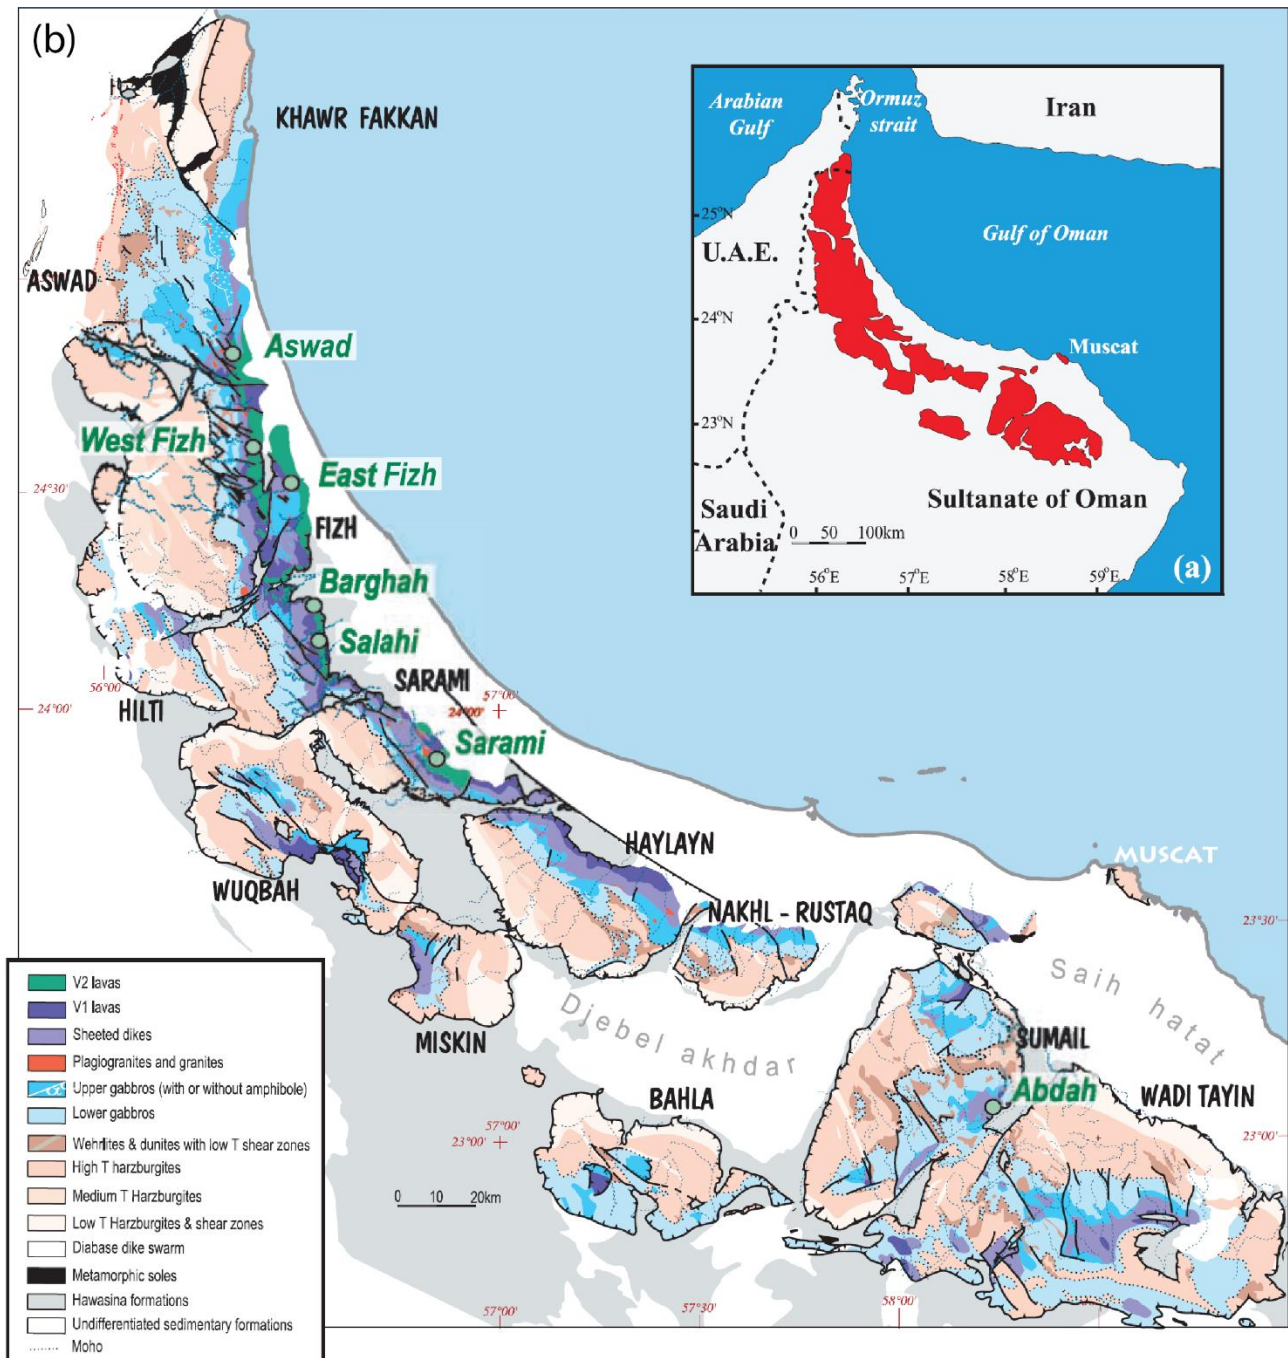 (b)
KHAWR FAKKAN
ASWAD
Aswad
West Fizh
East Fizh
24°30'
FIZH
Barghah
Salahi
SARAMI
56°00'
57°00'
24°00'
24°00'
HILTI
Sarami
HAYLAYN
MUSCAT
WUQBAH
NAKHL - RUSTAQ
23°30'
Saih hatat
Djebel akhdar
MISKIN
SUMAIL
BAHLA
Abdah
WADI TAYIN
57°00'
23°00'
23°00'
0 10 20km
57°00'
57°30'
58°00'
Arabian
Gulf
Ormuz
strait
Iran
25°N
U.A.E.
Gulf of Oman
24°N
Muscat
23°N
Sultanate of Oman
Saudi
Arabia
0 50 100km
56°E
57°E
58°E
59°E
(a)
V2 lavas
V1 lavas
Sheeted dikes
Plagiogranites and granites
Upper gabbros (with or without amphibole)
Lower gabbros
Wehrlites & dunites with low T shear zones
High T harzburgites
Medium T Harzburgites
Low T Harzburgites & shear zones
Diabase dike swarm
Metamorphic soles
Hawasina formations
Undifferentiated sedimentary formations
Moho